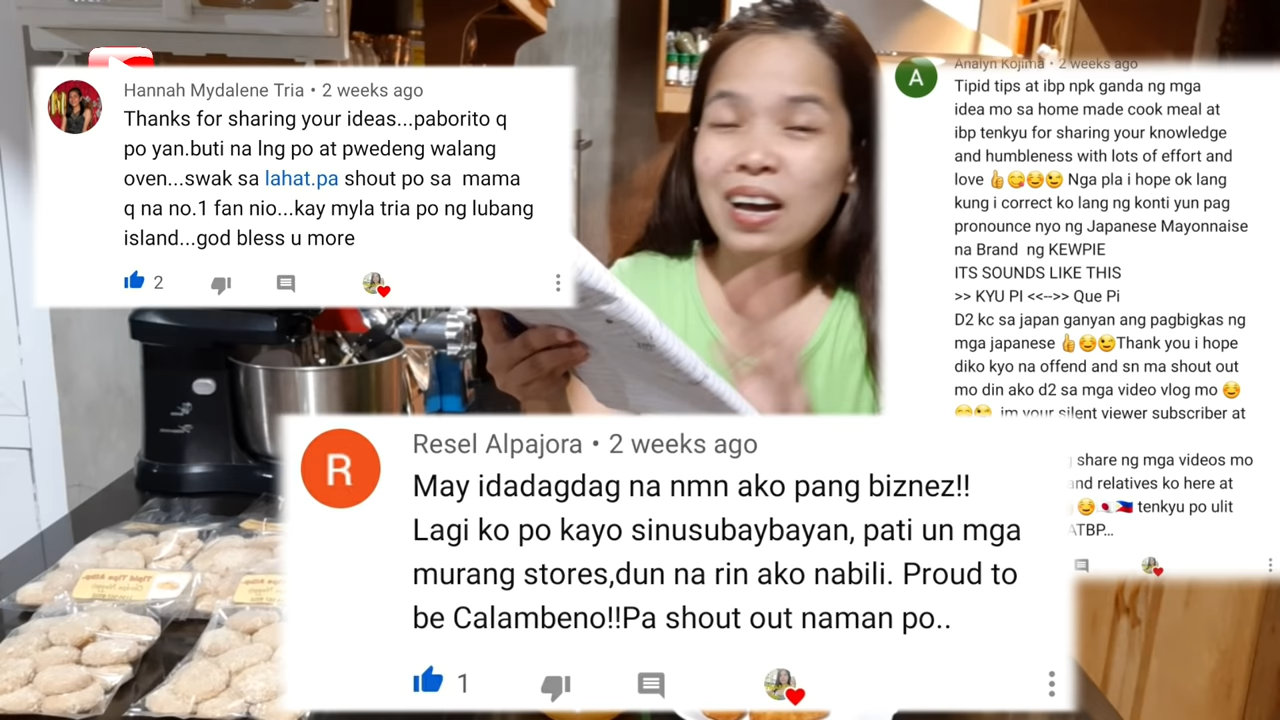 Hannah Mydalene Tria • 2 weeks ago
Thanks for sharing your ideas...paborito q
po yan.buti na lng po at pwedeng walang
oven...swak sa lahat.pa shout po sa mama
q na no.1 fan nio...kay myla tria po ng lubang
island...god bless u more
2
A
Analyn Kojima • 2 weeks ago
Tipid tips at ibp npk ganda ng mga
idea mo sa home made cook meal at
ibp tenkyu for sharing your knowledge
and humbleness with lots of effort and
love 👍😋☺️😉 Nga pla i hope ok lang
kung i correct ko lang ng konti yun pag
pronounce nyo ng Japanese Mayonnaise
na Brand ng KEWPIE
ITS SOUNDS LIKE THIS
>> KYU PI <<-->> Que Pi
D2 kc sa japan ganyan ang pagbigkas ng
mga japanese 👍☺️😉Thank you i hope
diko kyo na offend and sn ma shout out
mo din ako d2 sa mga video vlog mo ☺️
im your silent viewer subscriber at
share ng mga videos mo
and relatives ko here at
☺️🇯🇵🇵🇭 tenkyu po ulit
ATBP...
R
Resel Alpajora • 2 weeks ago
May idadagdag na nmn ako pang biznez!!
Lagi ko po kayo sinusubaybayan, pati un mga
murang stores,dun na rin ako nabili. Proud to
be Calambeno!!Pa shout out naman po..
1